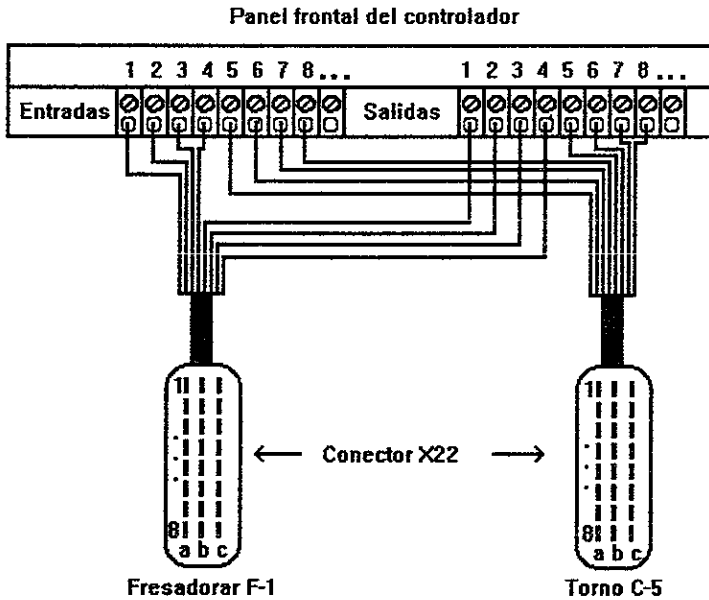 Panel frontal del controlador
1 2 3 4 5 6 7 8 ...
1 2 3 4 5 6 7 8 ...
Entradas
Salidas
1
8
a b c
Conector X22
1
8
a b c
Fresadorar F-1
Torno C-5